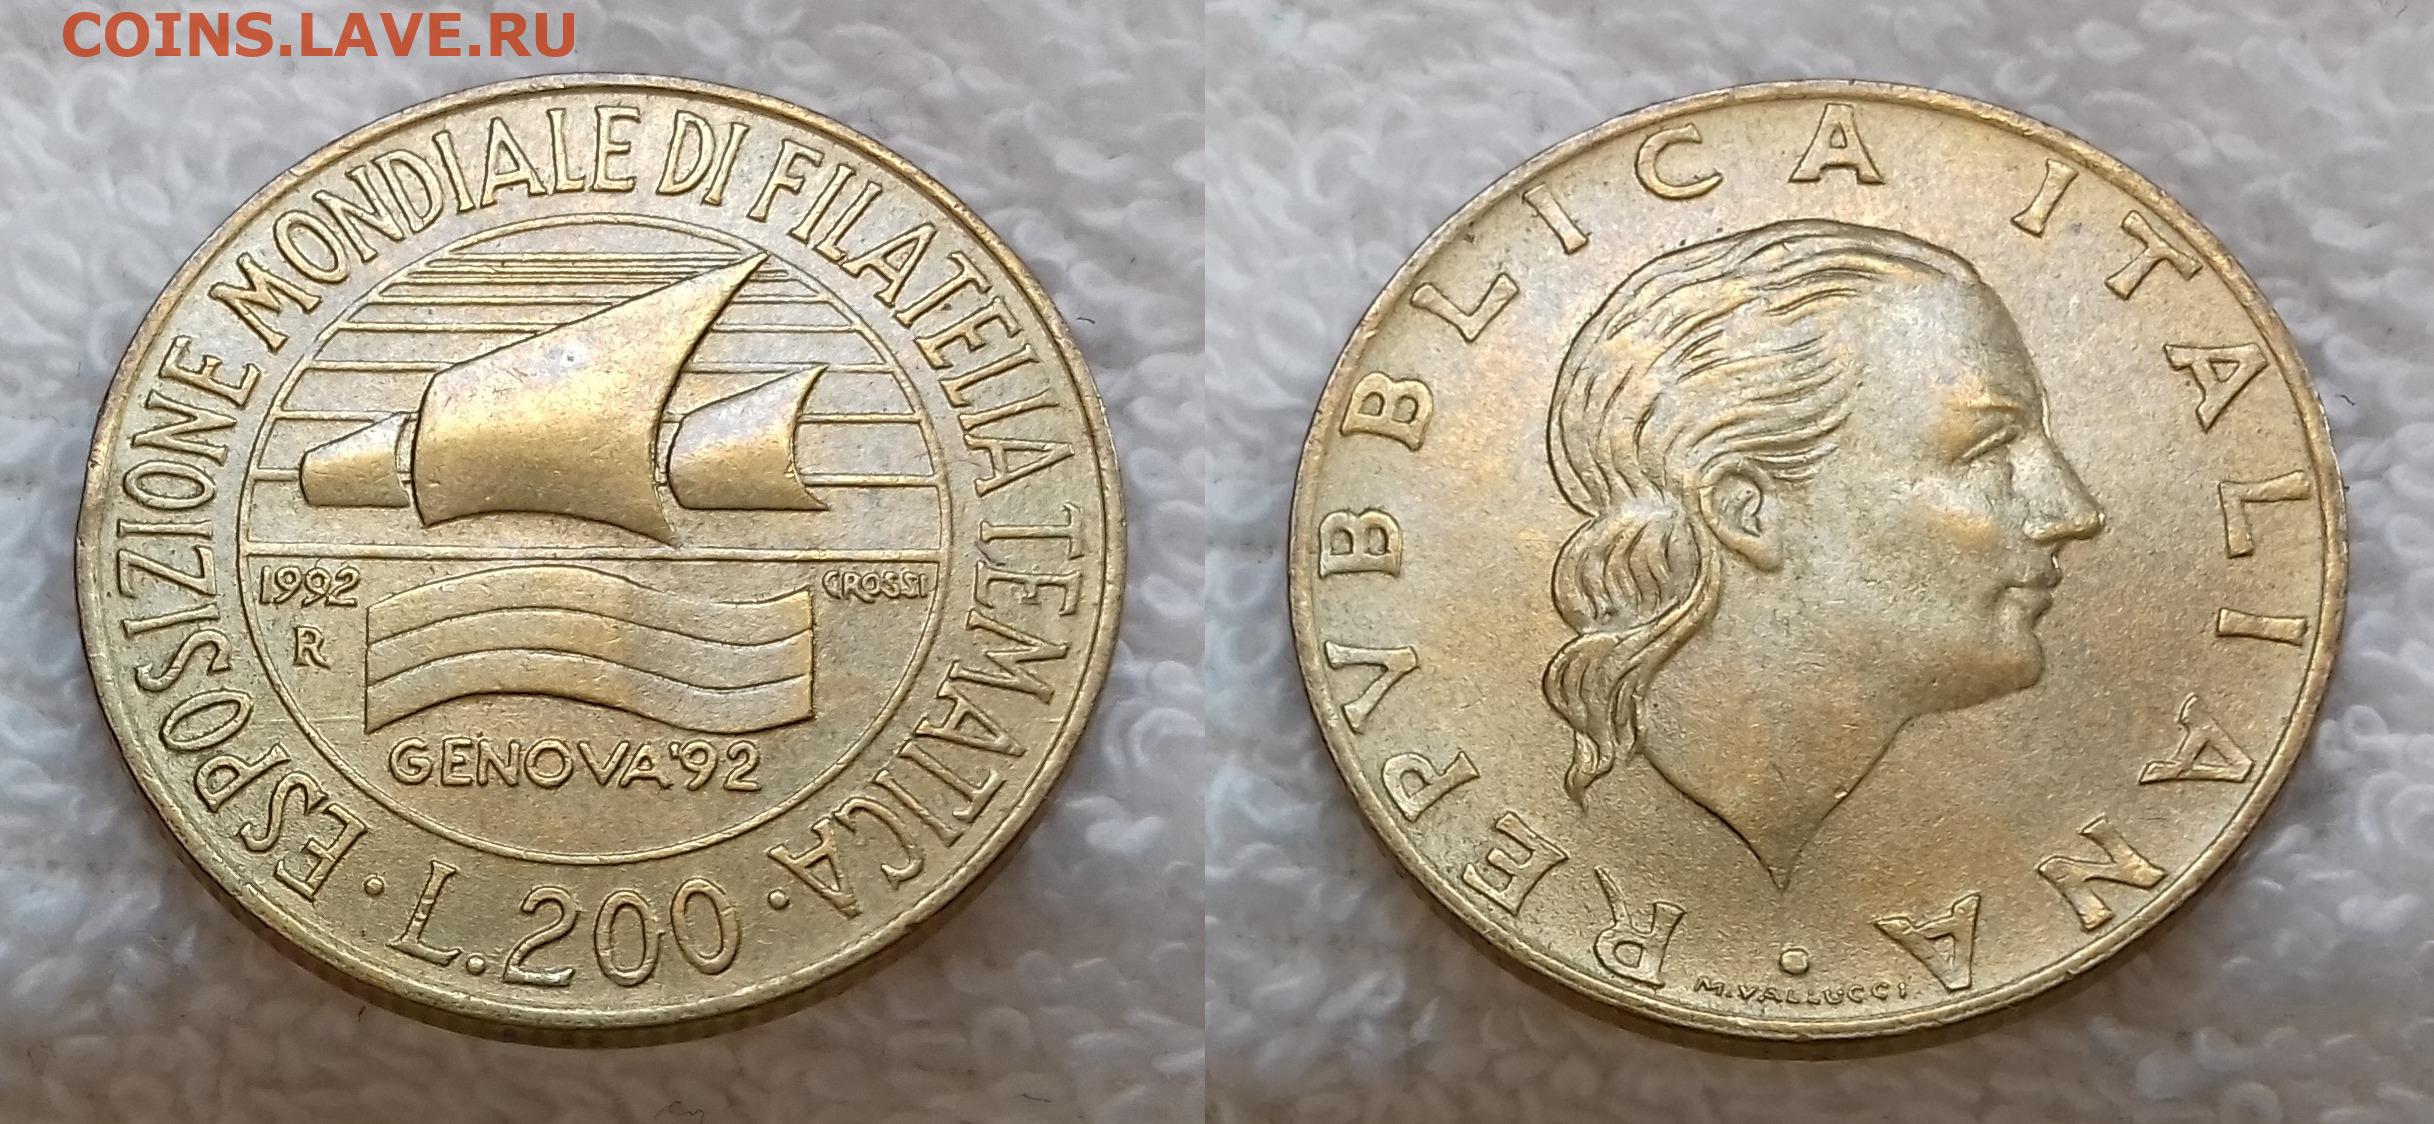 COINS.LAVE.RU
ESPOSIZIONE MONDIALE DI FILATELIA TEMATICA
1992
R
GROSSI
GENOVA '92
· L.200 ·
REPVBBLICA ITALIANA
M.VALLUCCI